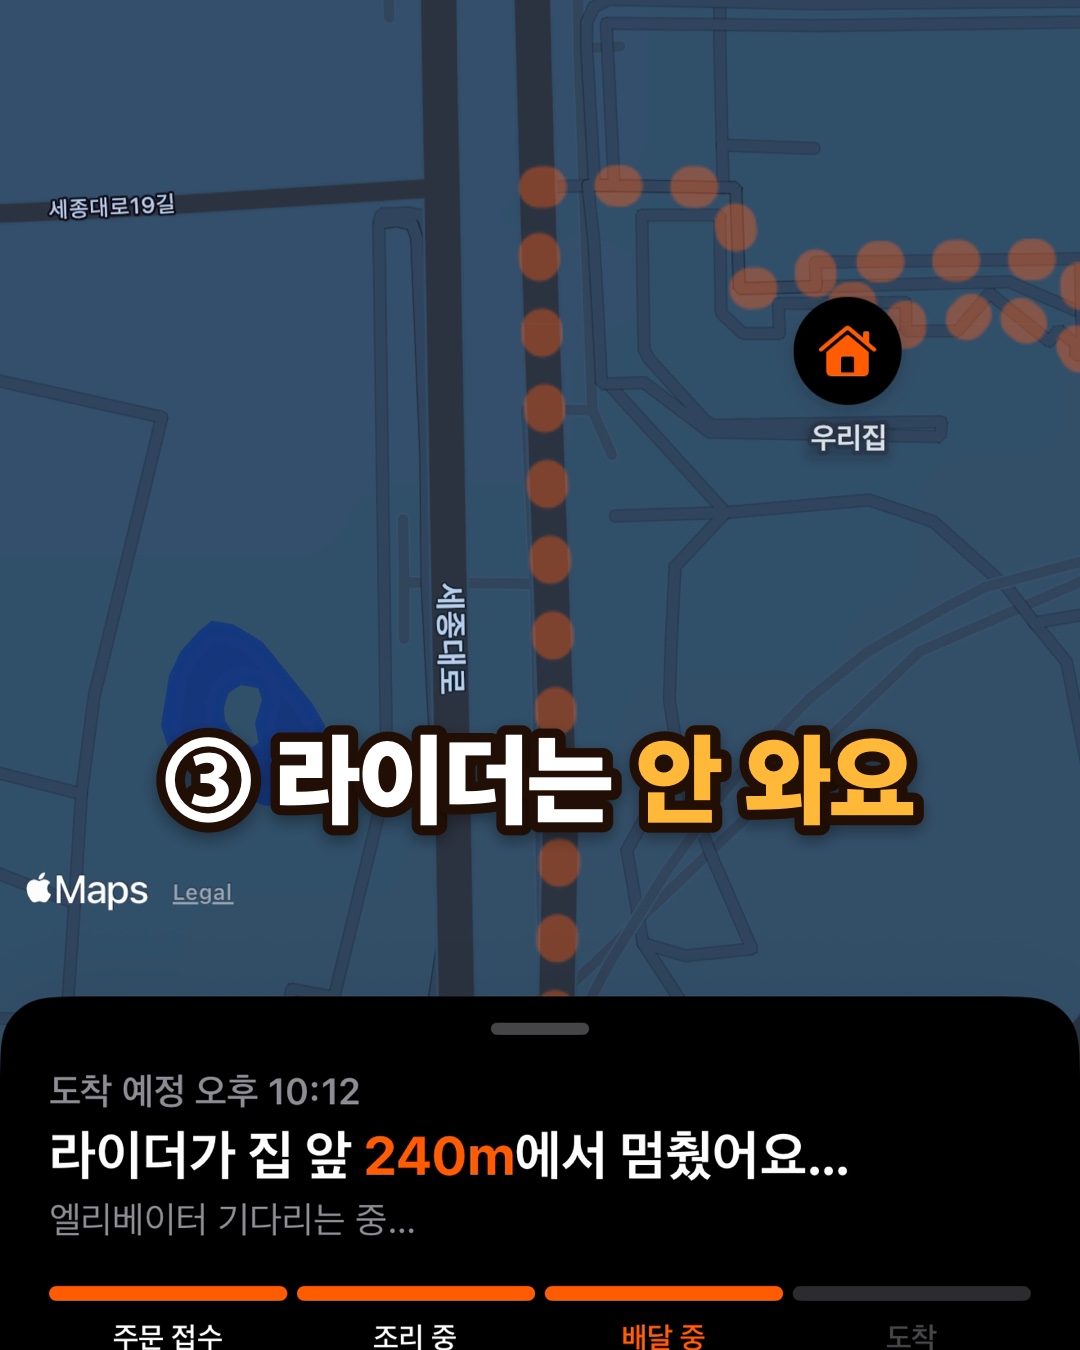 세종대로19길
우리집
세종대로
③ 라이더는 안 와요
Maps Legal
도착 예정 오후 10:12
라이더가 집 앞 240m에서 멈췄어요...
엘리베이터 기다리는 중...
주문 접수 조리 중 배달 중 도착